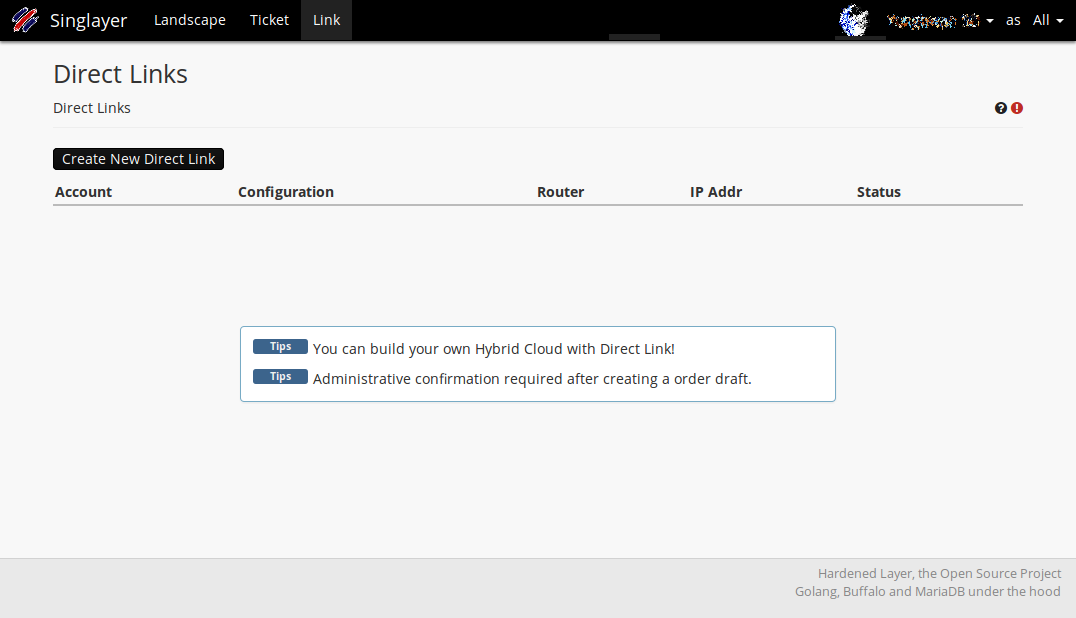 Singlayer Landscape Ticket Link as All
Direct Links
Direct Links
Create New Direct Link
Account Configuration Router IP Addr Status
Tips You can build your own Hybrid Cloud with Direct Link!
Tips Administrative confirmation required after creating a order draft.
Hardened Layer, the Open Source Project
Golang, Buffalo and MariaDB under the hood